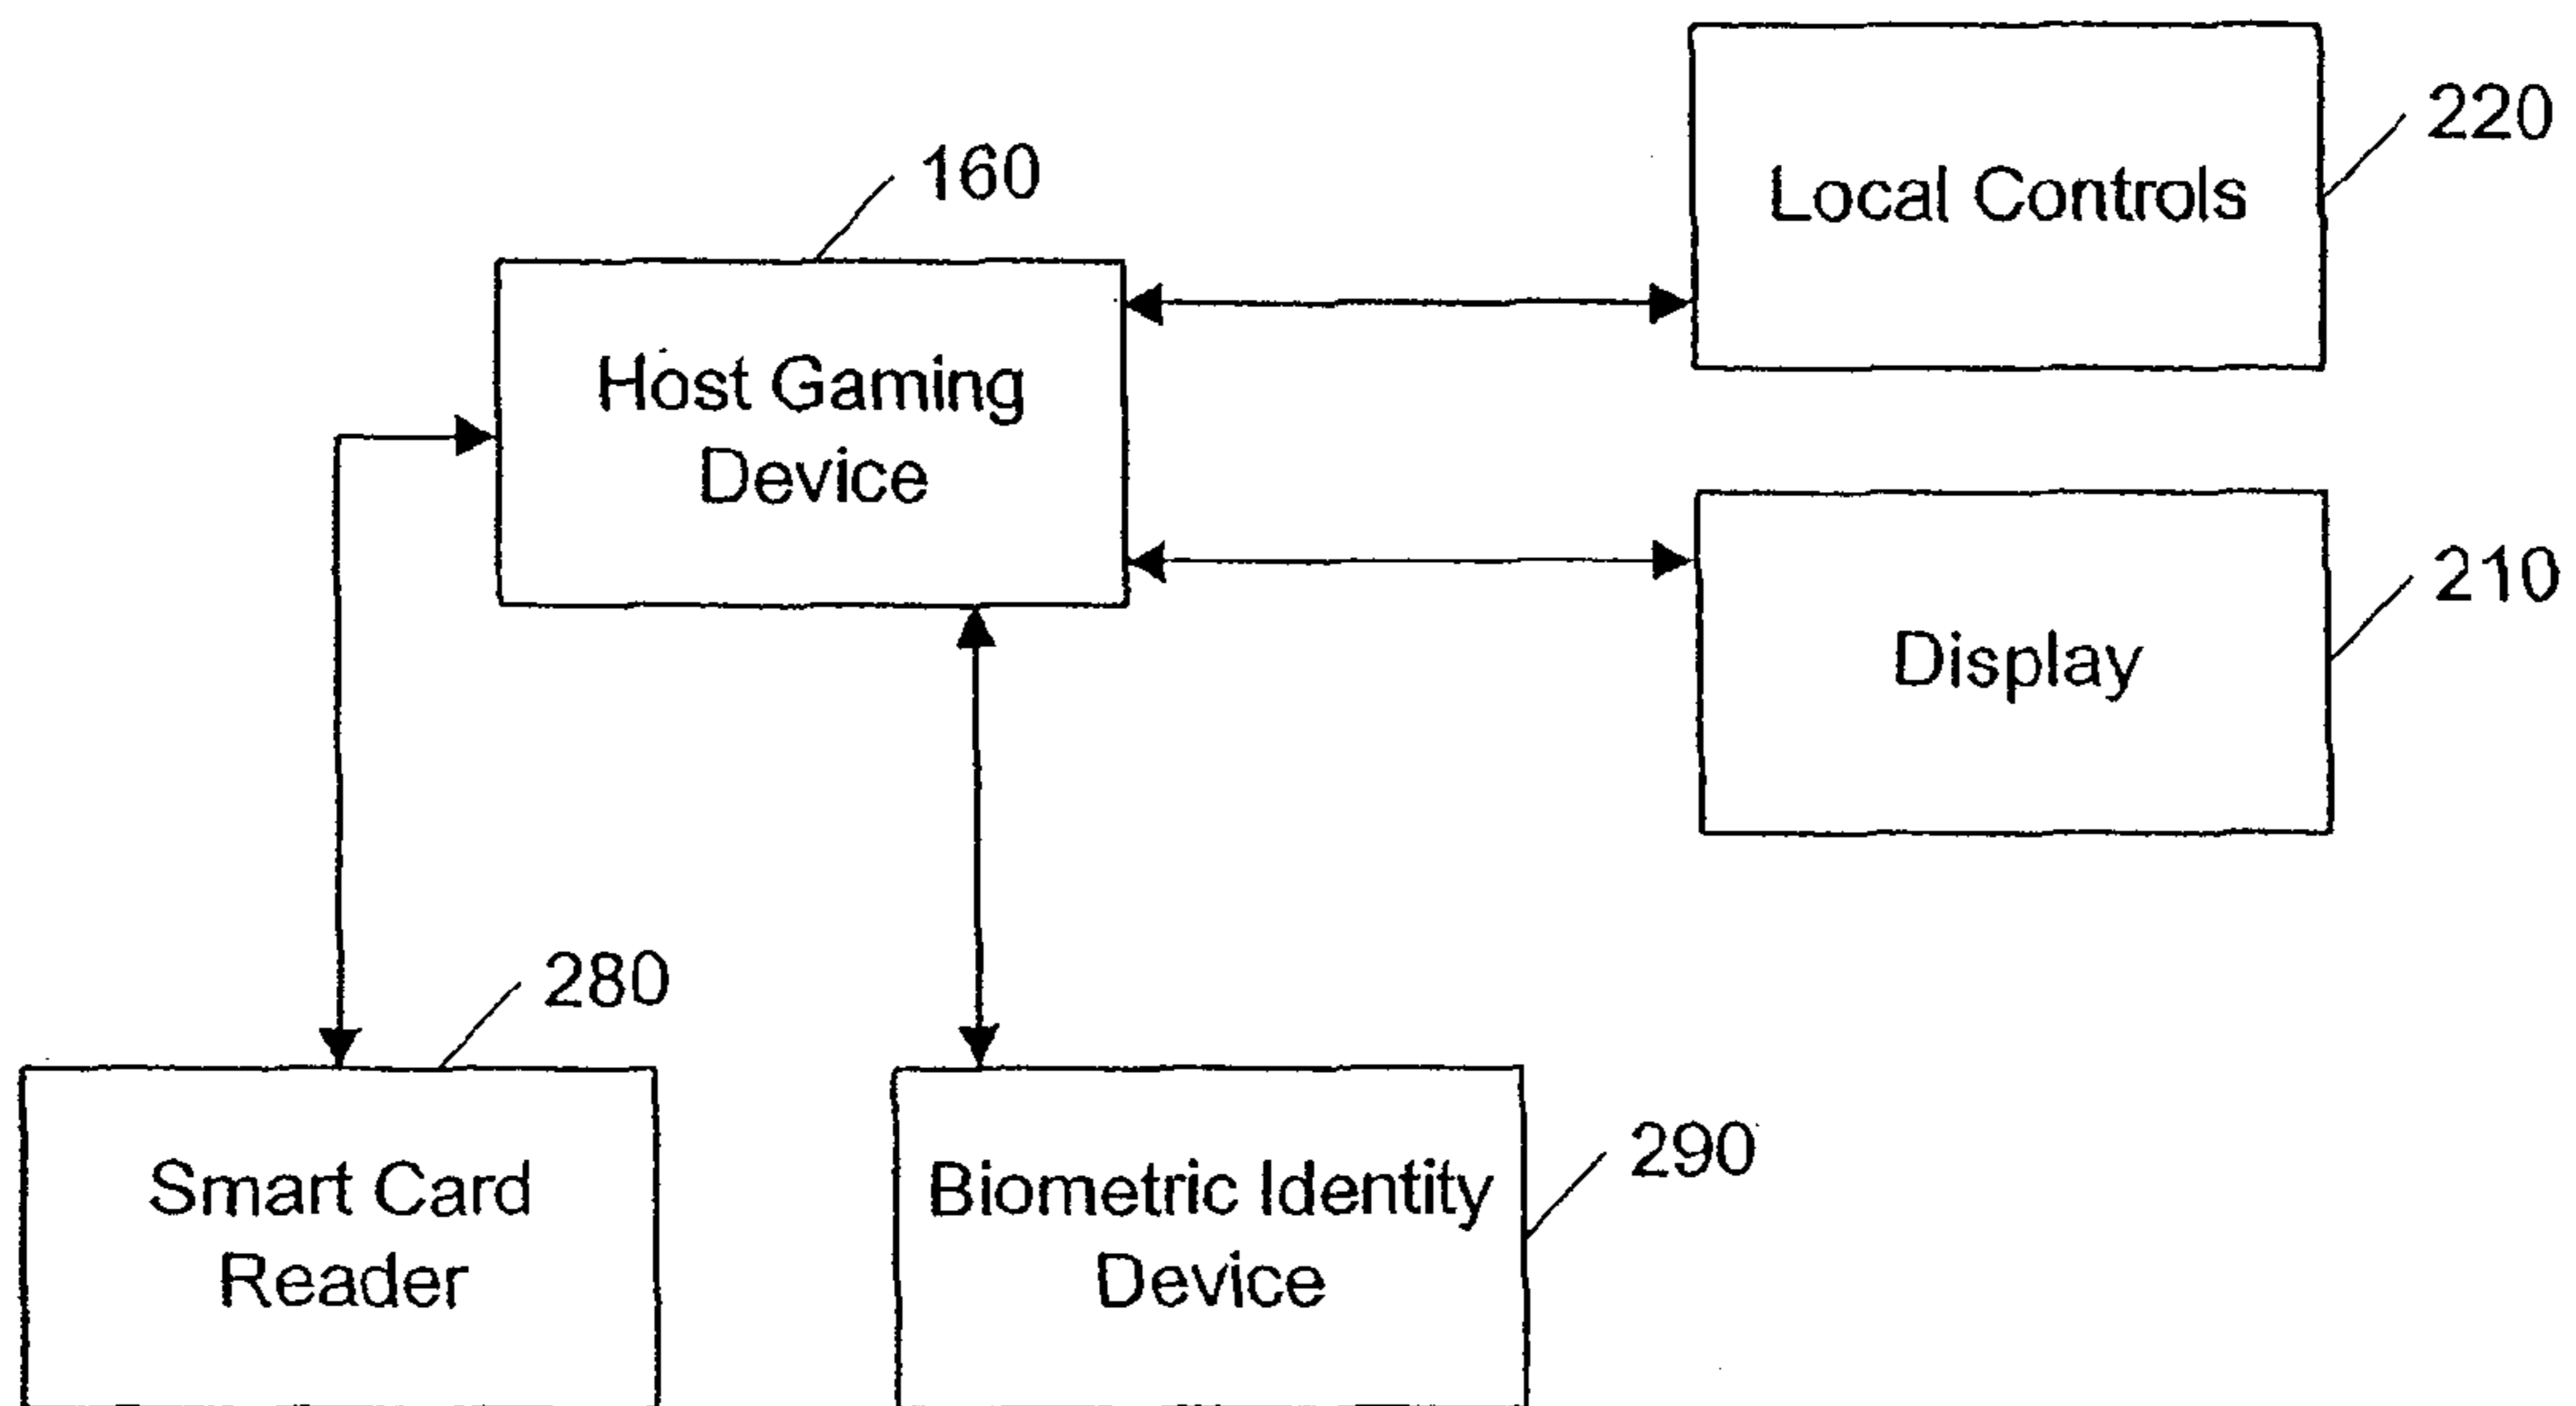 220
Local Controls
160
Host Gaming
Device
210
Display
280
Smart Card
Reader
290
Biometric Identity
Device